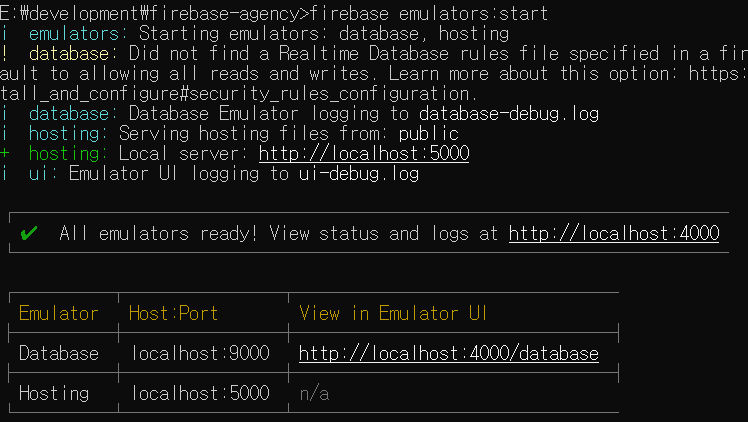 E:₩development₩firebase-agency>firebase emulators:start
i  emulators: Starting emulators: database, hosting
!  database: Did not find a Realtime Database rules file specified in a fir
ault to allowing all reads and writes. Learn more about this option: https:
tall_and_configure#security_rules_configuration.
i  database: Database Emulator logging to database-debug.log
i  hosting: Serving hosting files from: public
+  hosting: Local server: http://localhost:5000
i  ui: Emulator UI logging to ui-debug.log
✔  All emulators ready! View status and logs at http://localhost:4000
Emulator Host:Port View in Emulator UI
Database localhost:9000 http://localhost:4000/database
Hosting localhost:5000 n/a